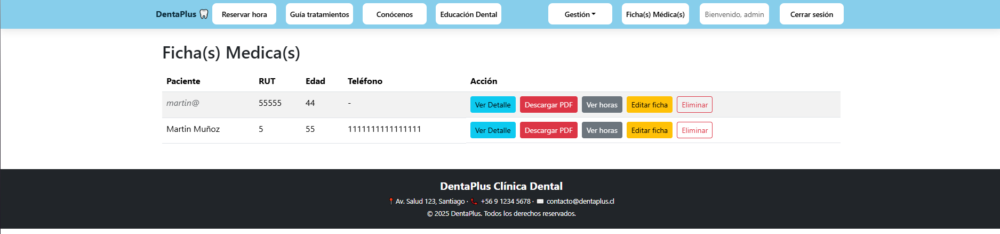 DentaPlus 🦷 Reservar hora Guía tratamientos Conócenos Educación Dental Gestión Ficha(s) Médica(s) Bienvenido, admin Cerrar sesión
Ficha(s) Medica(s)
Paciente RUT Edad Teléfono Acción
martin@ 55555 44 - Ver Detalle Descargar PDF Ver horas Editar ficha Eliminar
Martin Muñoz 5 55 1111111111111111 Ver Detalle Descargar PDF Ver horas Editar ficha Eliminar
DentaPlus Clínica Dental
📍 Av. Salud 123, Santiago · 📞 +56 9 1234 5678 · ✉️ contacto@dentaplus.cl
© 2025 DentaPlus. Todos los derechos reservados.